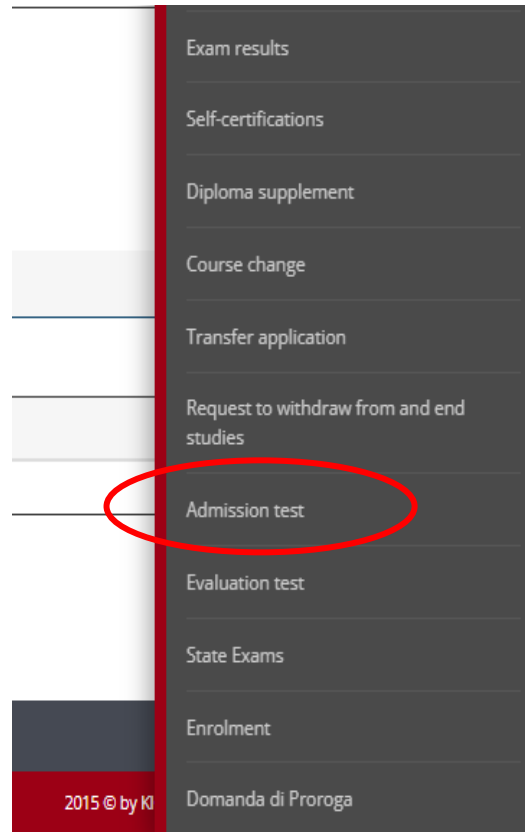 Exam results
Self-certifications
Diploma supplement
Course change
Transfer application
Request to withdraw from and end
studies
Admission test
Evaluation test
State Exams
Enrolment
2015 © by KI
Domanda di Proroga